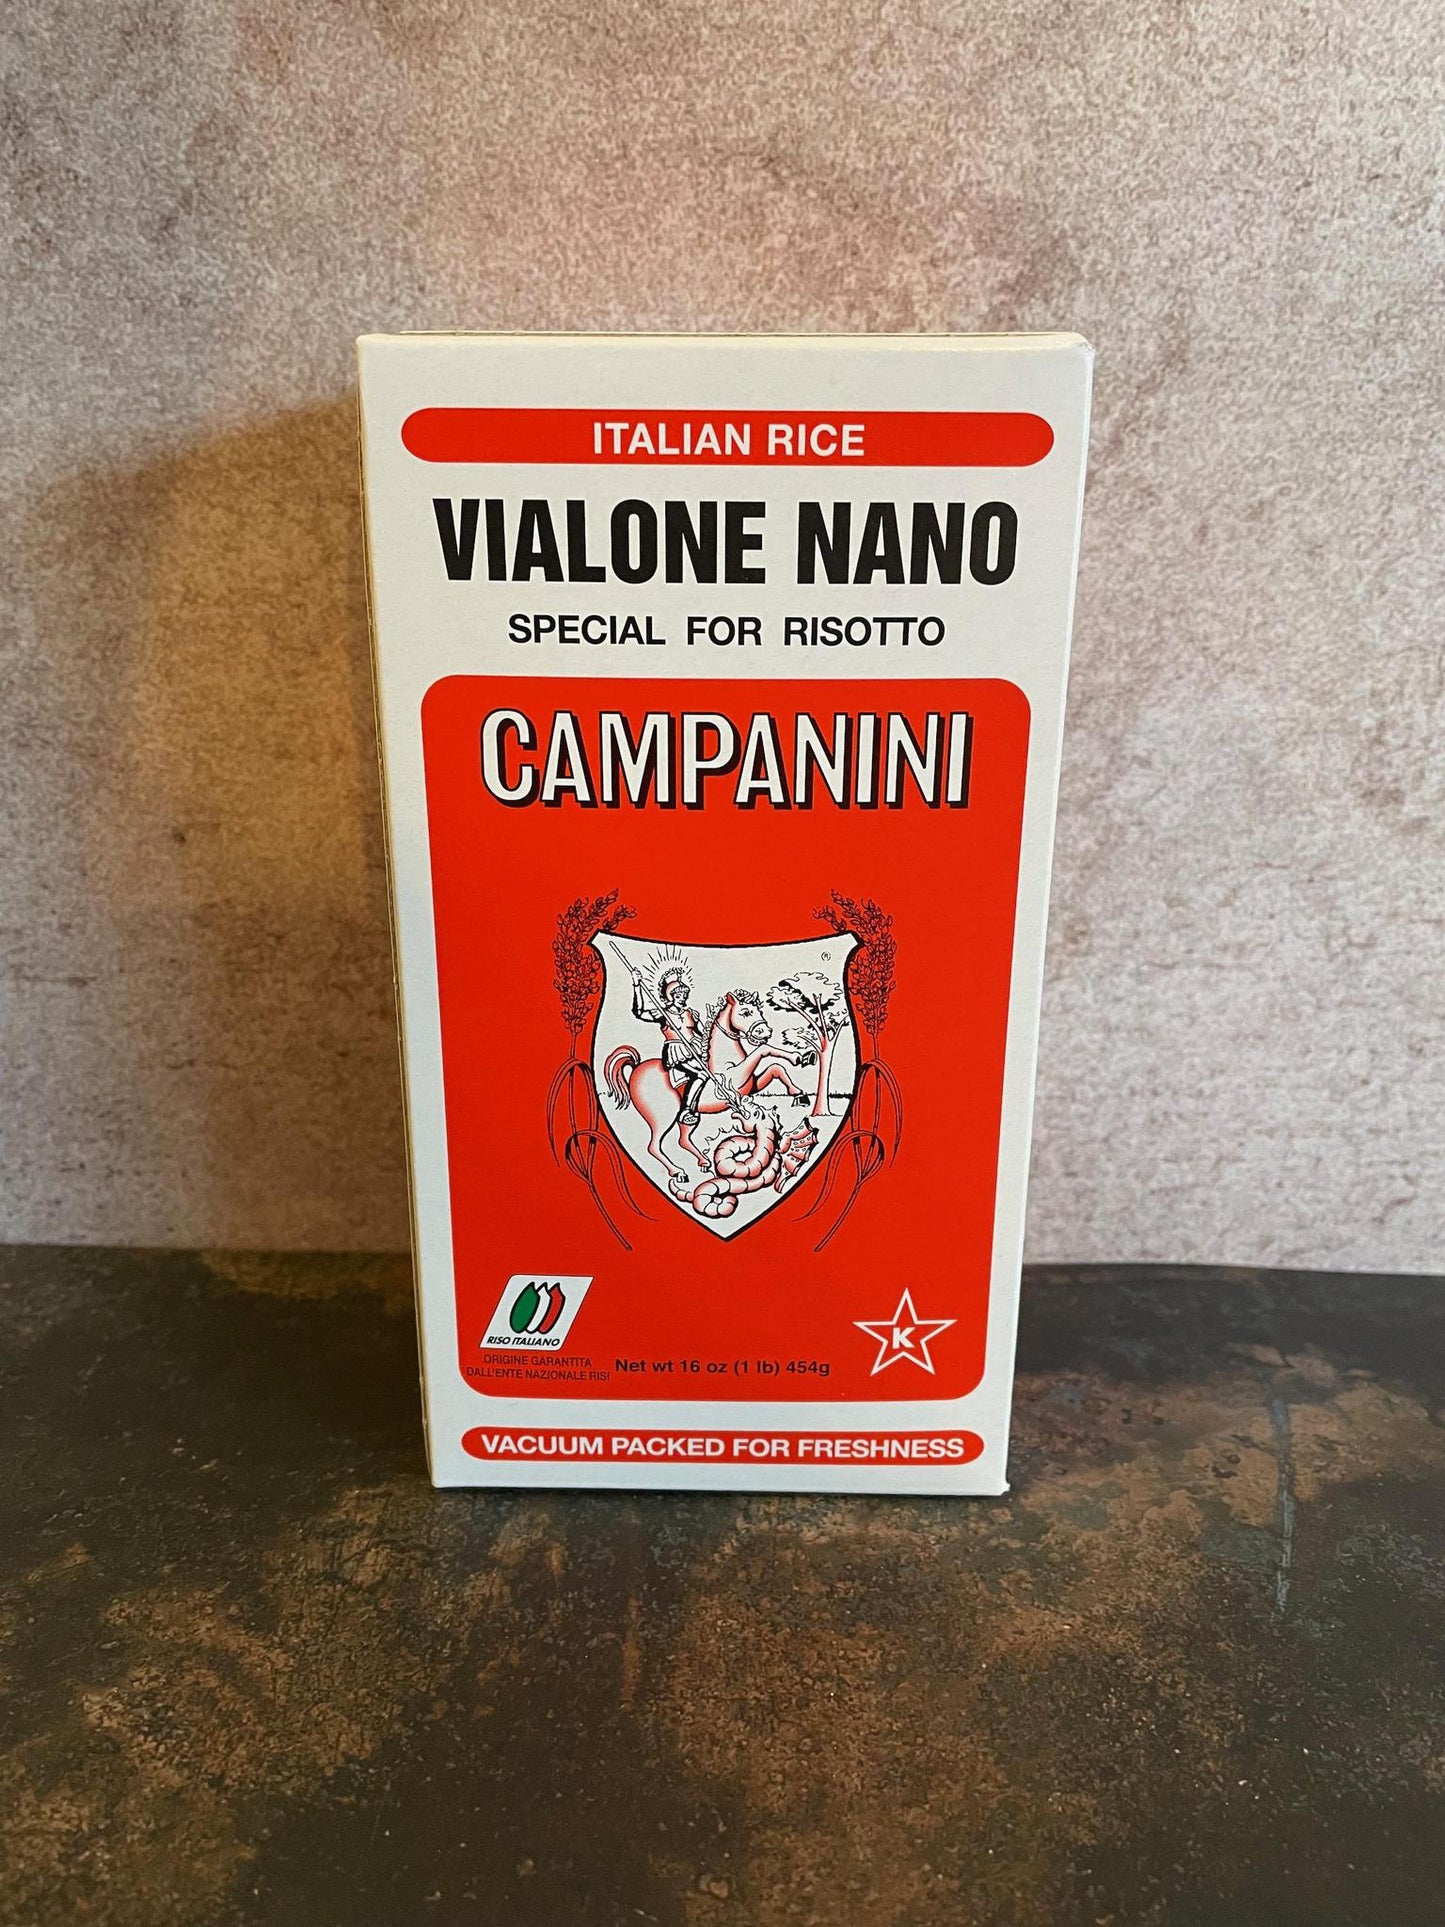 ITALIAN RICE
VIALONE NANO
SPECIAL FOR RISOTTO
CAMPANINI
®
RISO ITALIANO
ORIGINE GARANTITA
DALL'ENTE NAZIONALE RISI
Net wt 16 oz (1 lb) 454g
K
VACUUM PACKED FOR FRESHNESS